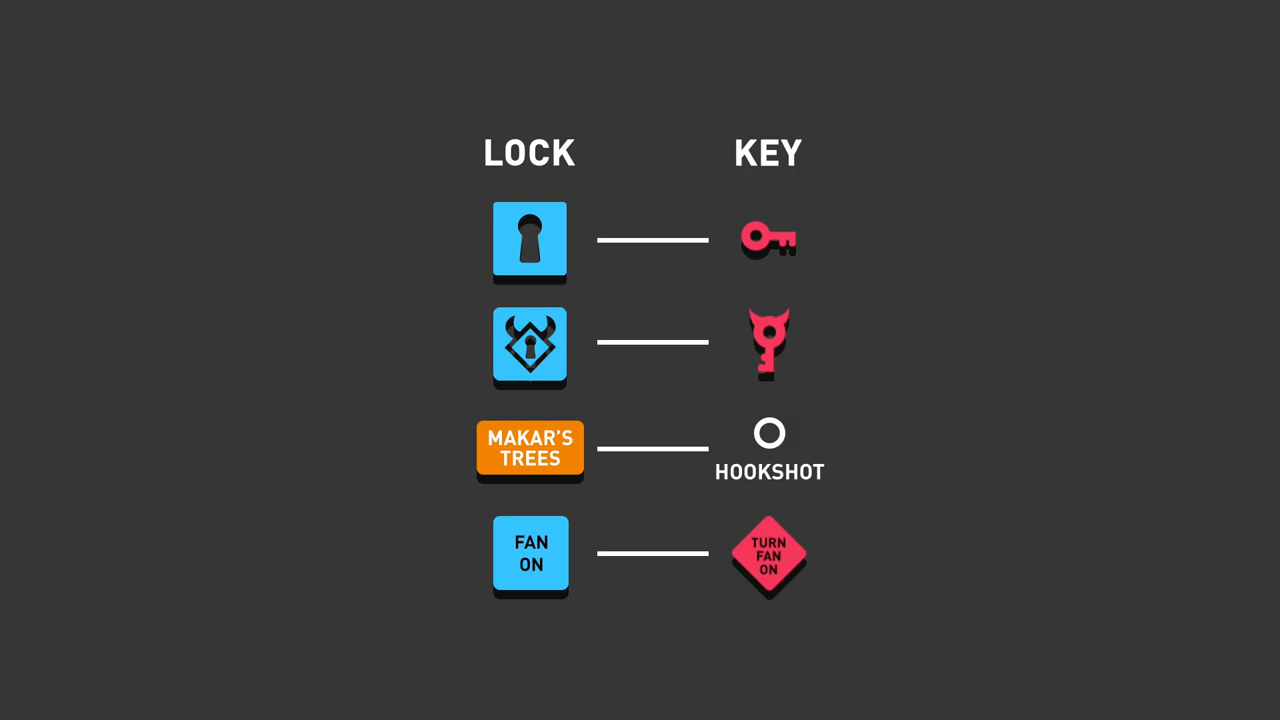 LOCK KEY
MAKAR'S
TREES
HOOKSHOT
FAN
ON
TURN
FAN
ON